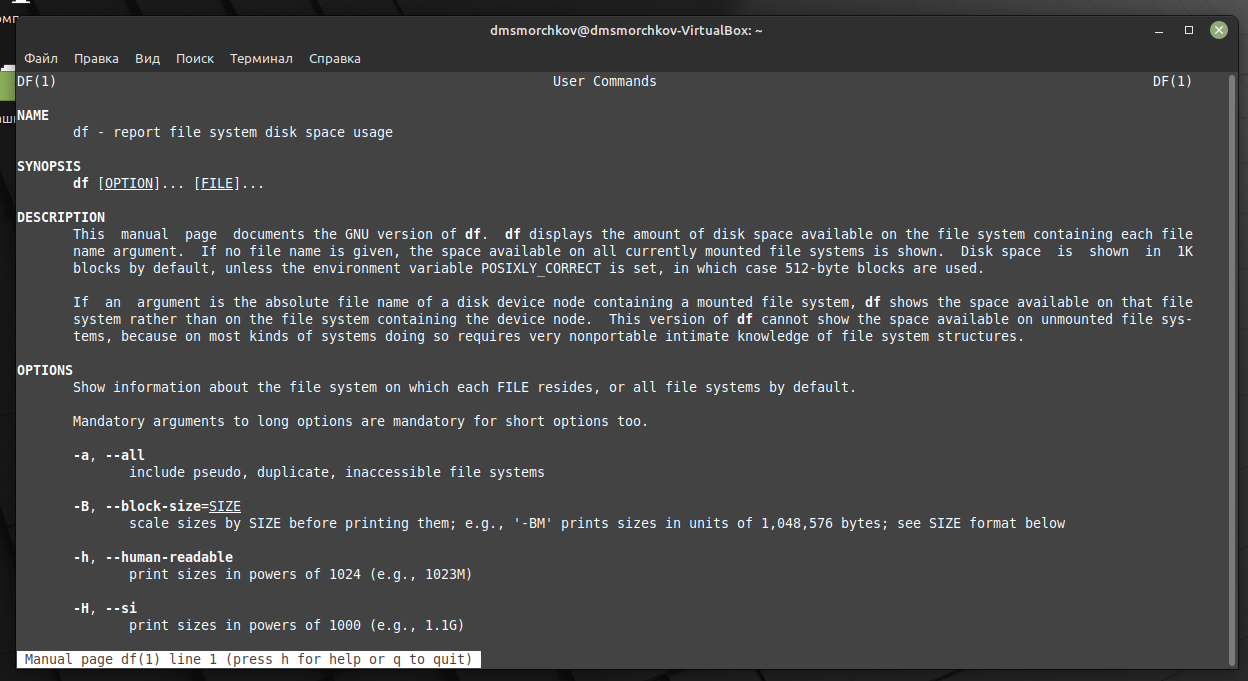 dmsmorchkov@dmsmorchkov-VirtualBox: ~
Файл Правка Вид Поиск Терминал Справка
DF(1) User Commands DF(1)
NAME
df - report file system disk space usage
SYNOPSIS
df [OPTION]... [FILE]...
DESCRIPTION
This manual page documents the GNU version of df. df displays the amount of disk space available on the file system containing each file
name argument. If no file name is given, the space available on all currently mounted file systems is shown. Disk space is shown in 1K
blocks by default, unless the environment variable POSIXLY_CORRECT is set, in which case 512-byte blocks are used.
If an argument is the absolute file name of a disk device node containing a mounted file system, df shows the space available on that file
system rather than on the file system containing the device node. This version of df cannot show the space available on unmounted file sys-
tems, because on most kinds of systems doing so requires very nonportable intimate knowledge of file system structures.
OPTIONS
Show information about the file system on which each FILE resides, or all file systems by default.
Mandatory arguments to long options are mandatory for short options too.
-a, --all
include pseudo, duplicate, inaccessible file systems
-B, --block-size=SIZE
scale sizes by SIZE before printing them; e.g., '-BM' prints sizes in units of 1,048,576 bytes; see SIZE format below
-h, --human-readable
print sizes in powers of 1024 (e.g., 1023M)
-H, --si
print sizes in powers of 1000 (e.g., 1.1G)
Manual page df(1) line 1 (press h for help or q to quit)